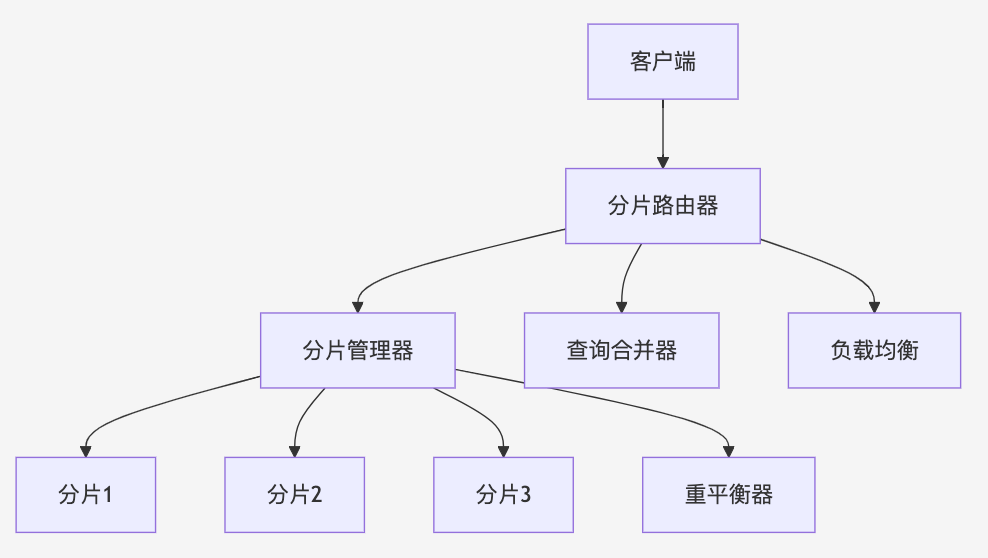 客户端
分片路由器
分片管理器
查询合并器
负载均衡
分片1
分片2
分片3
重平衡器